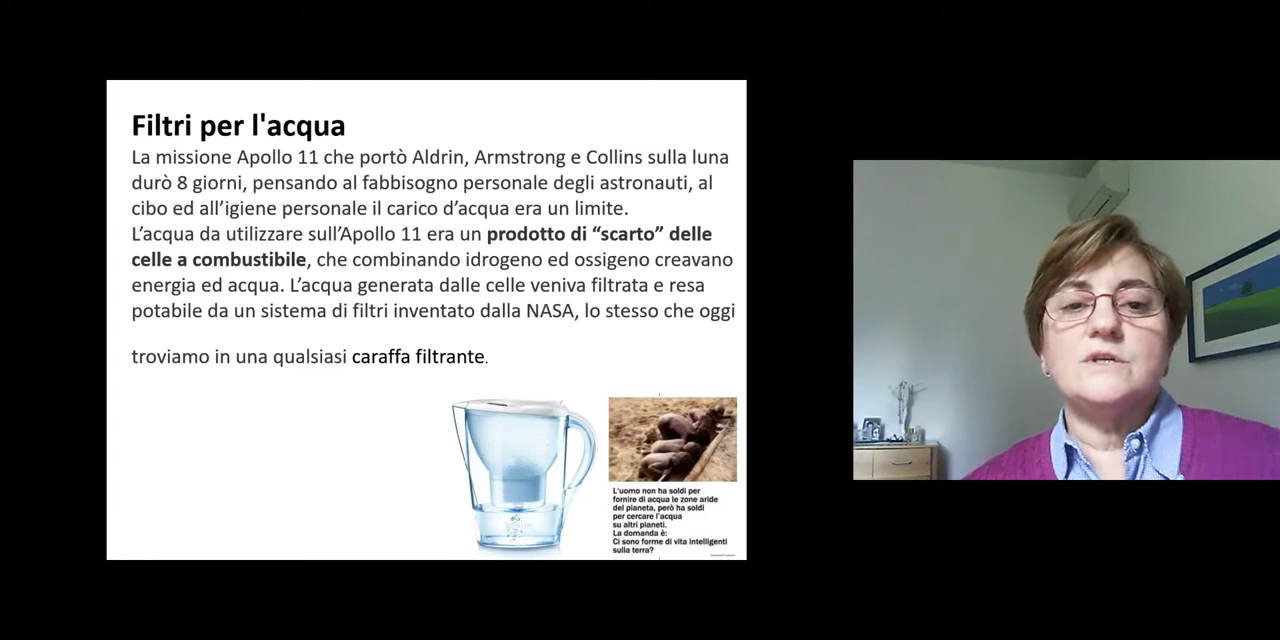 Filtri per l'acqua
La missione Apollo 11 che portò Aldrin, Armstrong e Collins sulla luna
durò 8 giorni, pensando al fabbisogno personale degli astronauti, al
cibo ed all'igiene personale il carico d'acqua era un limite.
L'acqua da utilizzare sull'Apollo 11 era un prodotto di “scarto” delle
celle a combustibile, che combinando idrogeno ed ossigeno creavano
energia ed acqua. L'acqua generata dalle celle veniva filtrata e resa
potabile da un sistema di filtri inventato dalla NASA, lo stesso che oggi
troviamo in una qualsiasi caraffa filtrante.
L'uomo non ha soldi per
fornire di acqua le zone aride
del pianeta, però ha soldi
per cercare l'acqua
su altri pianeti.
La domanda è:
Ci sono forme di vita intelligenti
sulla terra?